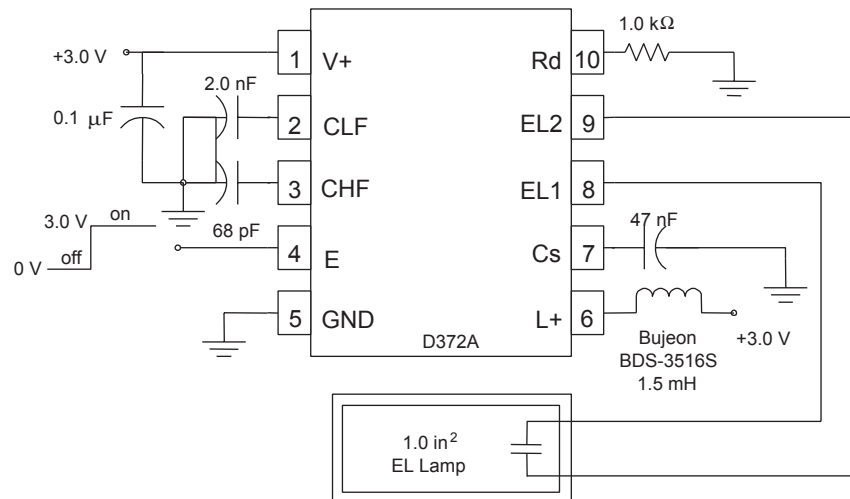 1.0 kΩ
+3.0 V
1
V+
Rd
10
2.0 nF
0.1 μF
2
CLF
EL2
9
3
CHF
EL1
8
3.0 V
on
68 pF
47 nF
0 V
off
4
E
Cs
7
5
GND
L+
6
D372A
Bujeon
BDS-3516S
1.5 mH
+3.0 V
1.0 in²
EL Lamp